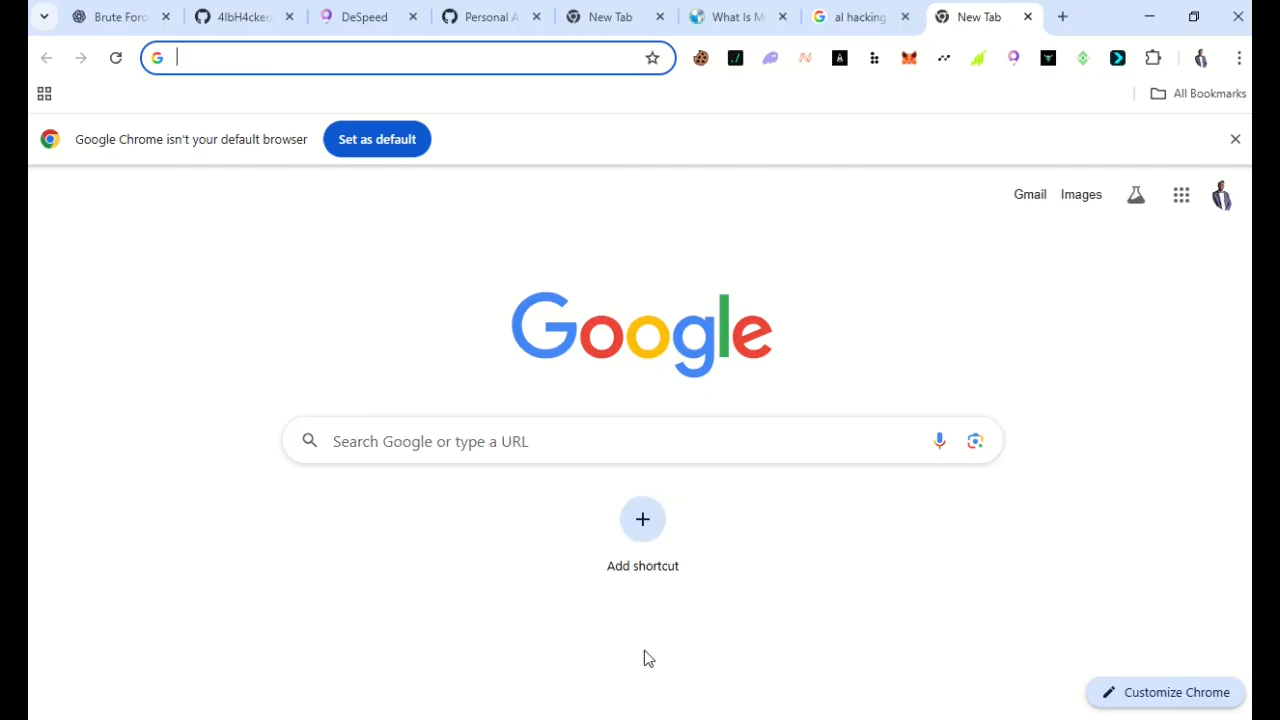 Brute Forc
4lbH4cker
DeSpeed
Personal A
New Tab
What Is M
al hacking
New Tab
All Bookmarks
Google Chrome isn't your default browser
Set as default
Gmail
Images
Google
Search Google or type a URL
Add shortcut
Customize Chrome